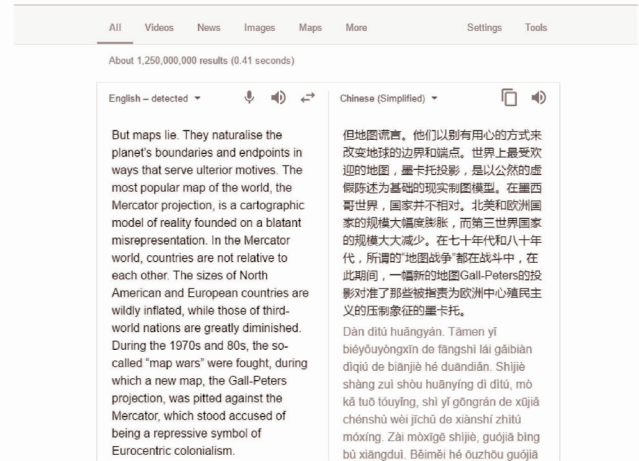 All Videos News Images Maps More Settings Tools
About 1,250,000,000 results (0.41 seconds)
English – detected
But maps lie. They naturalise the
planet's boundaries and endpoints in
ways that serve ulterior motives. The
most popular map of the world, the
Mercator projection, is a cartographic
model of reality founded on a blatant
misrepresentation. In the Mercator
world, countries are not relative to
each other. The sizes of North
American and European countries are
wildly inflated, while those of third-
world nations are greatly diminished.
During the 1970s and 80s, the so-
called "map wars" were fought, during
which a new map, the Gall-Peters
projection, was pitted against the
Mercator, which stood accused of
being a repressive symbol of
Eurocentric colonialism.
Chinese (Simplified)
但地图谎言。他们以别有用心的方式来
改变地球的边界和端点。世界上最受欢
迎的地图，墨卡托投影，是以公然的虚
假陈述为基础的现实制图模型。在墨西
哥世界，国家并不相对。北美和欧洲国
家的规模大幅度膨胀，而第三世界国家
的规模大大减少。在七十年代和八十年
代，所谓的“地图战争”都在战斗中，在
此期间，一幅新的地图Gall-Peters的投
影对准了那些被指责为欧洲中心殖民主
义的压制象征的墨卡托。
Dàn dìtú huāngyán. Tāmen yǐ
biéyǒuyòngxīn de fāngshì lái gǎibiàn
dìqiú de biānjiè hé duāndiǎn. Shìjiè
shàng zuì shòu huānyíng dì dìtú, mò
kǎ tuō tóuyǐng, shì yǐ gōngrán de xūjiǎ
chénshù wèi jīchǔ de xiànshí zhìtú
móxíng. Zài mòxīgē shìjiè, guójiā bìng
bù xiāngduì. Běiměi hé ōuzhōu guójiā